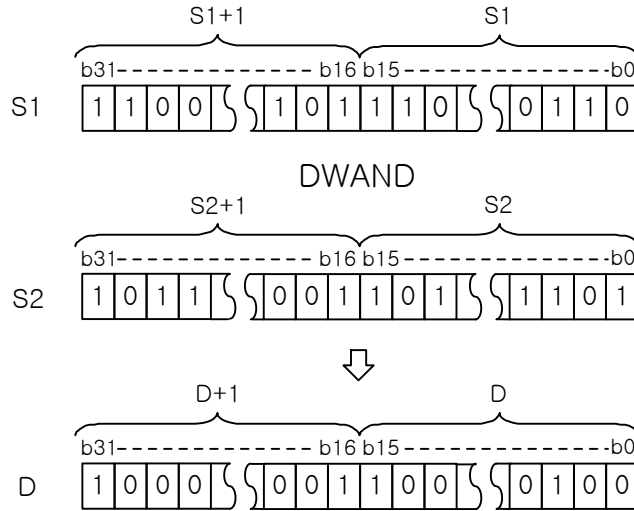 S1+1 S1
b31 b16 b15 b0
S1 1 1 0 0 1 0 1 1 1 0 0 1 1 0
DWAND
S2+1 S2
b31 b16 b15 b0
S2 1 0 1 1 0 0 1 1 0 1 1 1 0 1
D+1 D
b31 b16 b15 b0
D 1 0 0 0 0 0 1 1 0 0 0 1 0 0